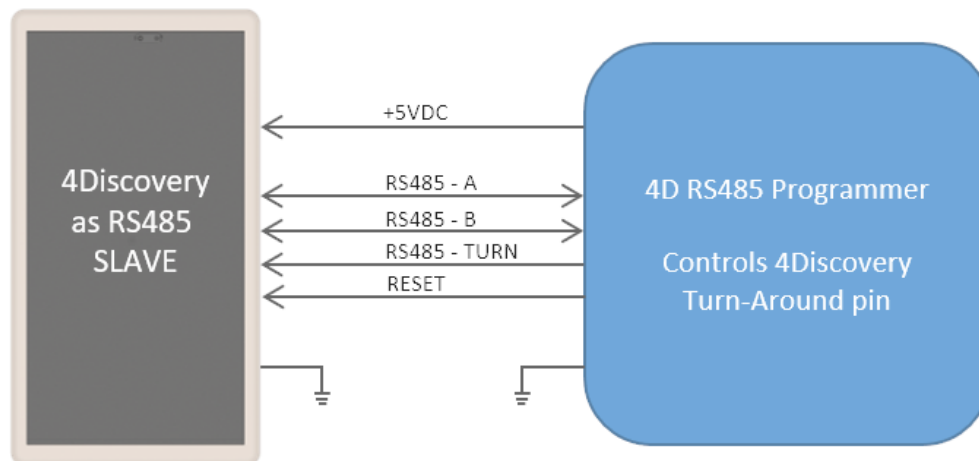 4Discovery
as RS485
SLAVE
+5VDC
RS485 - A
RS485 - B
RS485 - TURN
RESET
4D RS485 Programmer
Controls 4Discovery
Turn-Around pin